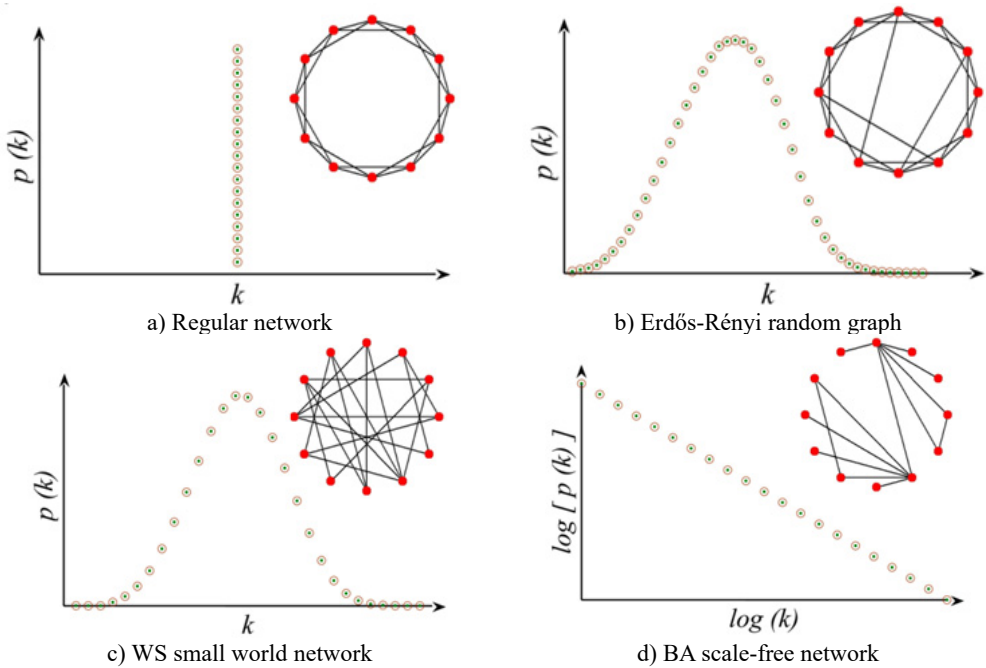 p (k)
k
a) Regular network
p (k)
k
b) Erdős-Rényi random graph
p (k)
k
c) WS small world network
log [ p (k) ]
log (k)
d) BA scale-free network